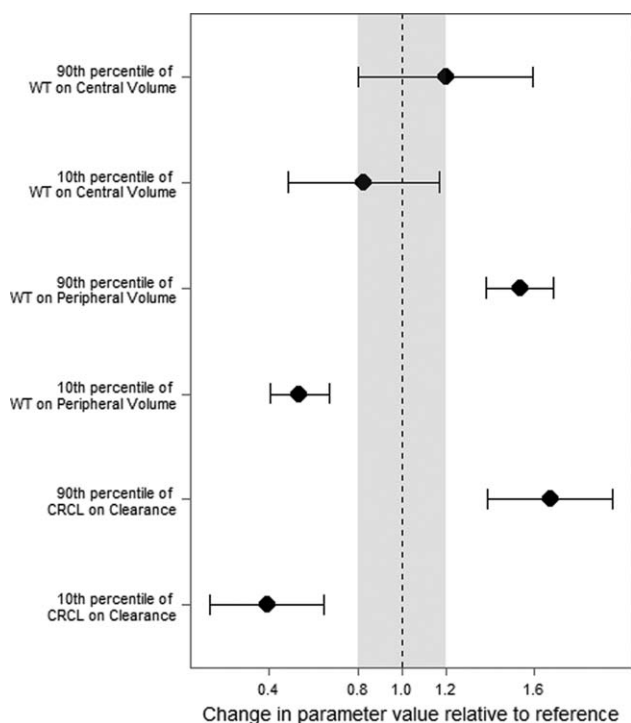 90th percentile of
WT on Central Volume
10th percentile of
WT on Central Volume
90th percentile of
WT on Peripheral Volume
10th percentile of
WT on Peripheral Volume
90th percentile of
CRCL on Clearance
10th percentile of
CRCL on Clearance
0.4 0.8 1.0 1.2 1.6
Change in parameter value relative to reference